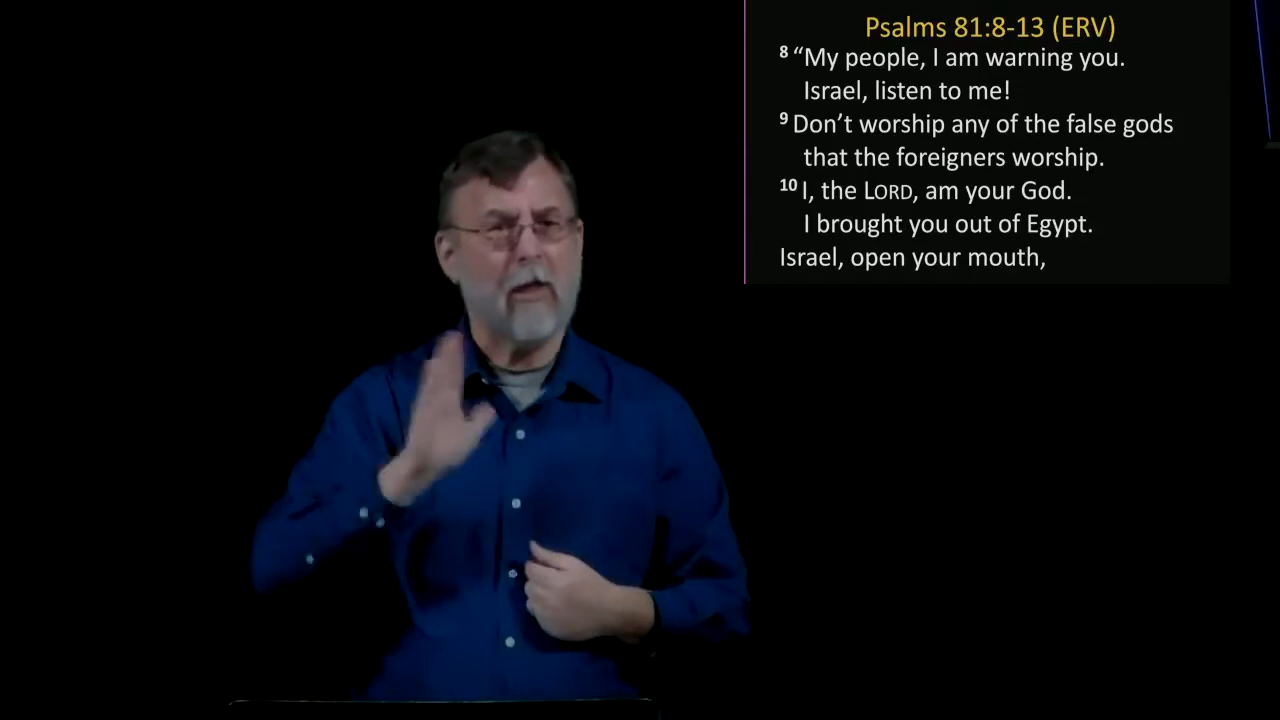 Psalms 81:8-13 (ERV)
8 “My people, I am warning you.
Israel, listen to me!
9 Don’t worship any of the false gods
that the foreigners worship.
10 I, the LORD, am your God.
I brought you out of Egypt.
Israel, open your mouth,